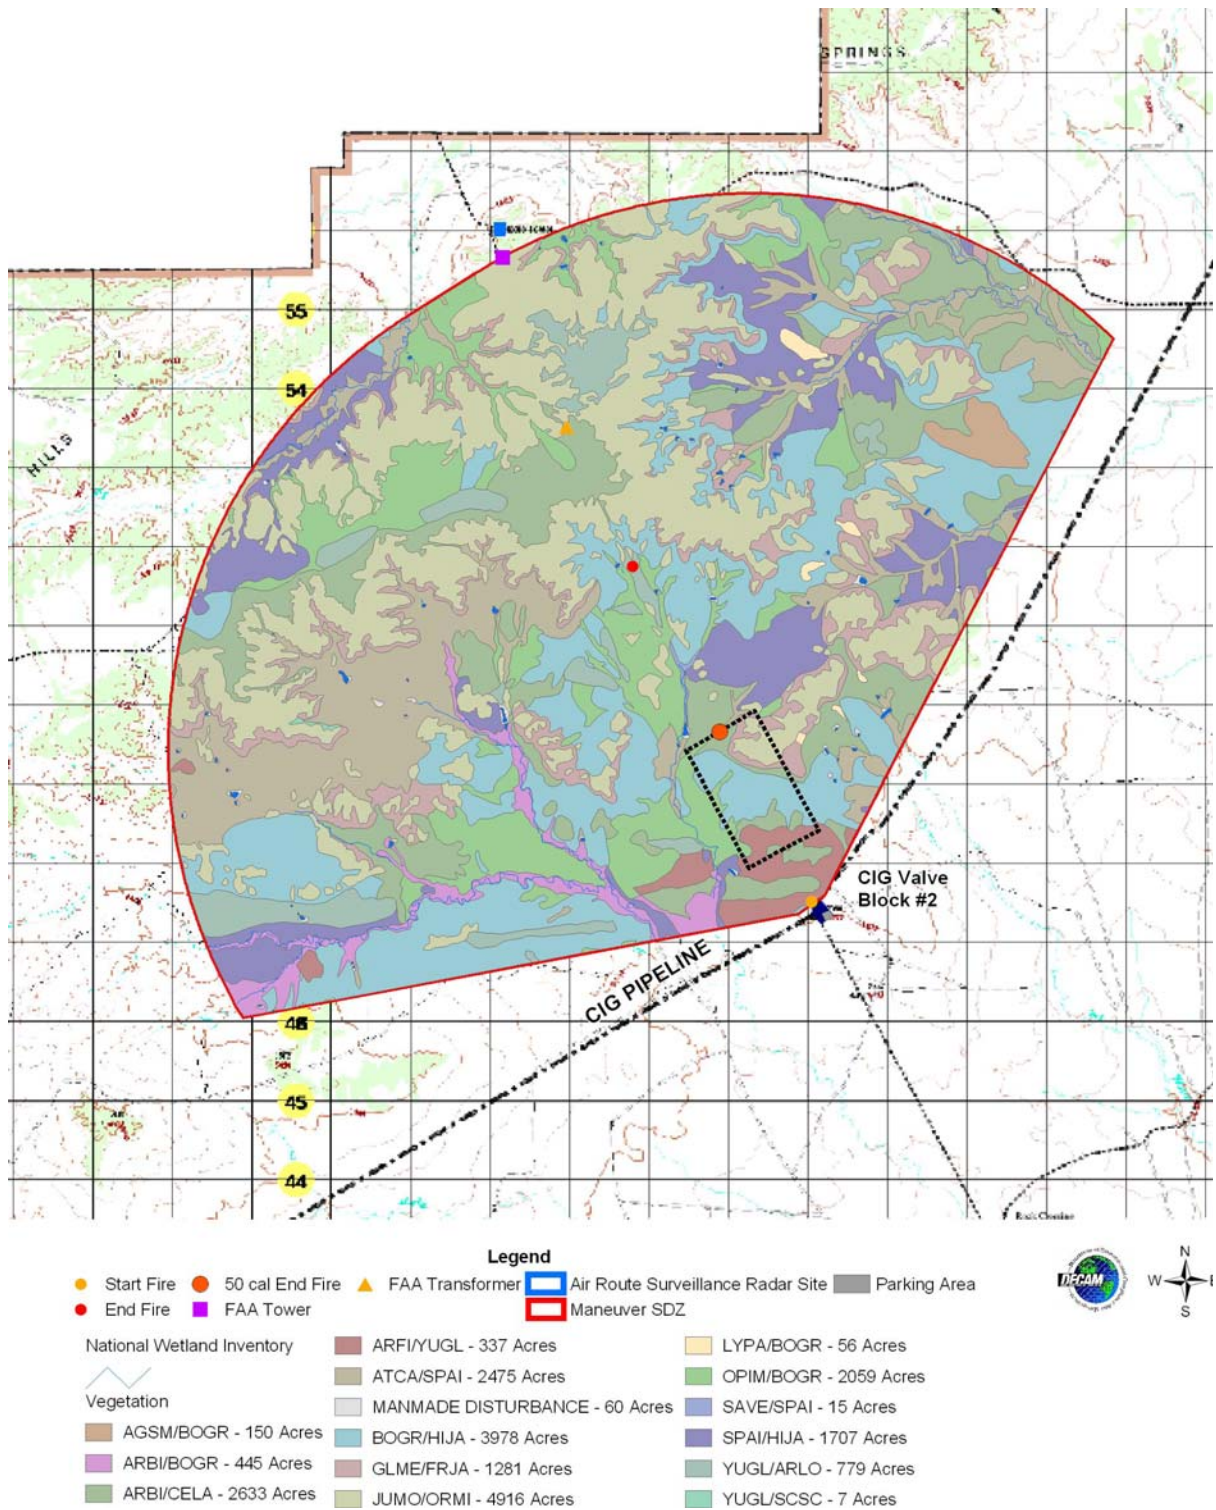 SPRINGS
55
54
HILLS
CIG Valve
Block #2
CIG PIPELINE
45
44
Rock Crossing
Legend
Start Fire
50 cal End Fire
FAA Transformer
Air Route Surveillance Radar Site
Parking Area
End Fire
FAA Tower
Maneuver SDZ
DECAM
N
W
E
S
National Wetland Inventory
Vegetation
AGSM/BOGR - 150 Acres
ARBI/BOGR - 445 Acres
ARBI/CELA - 2633 Acres
ARFI/YUGL - 337 Acres
ATCA/SPAI - 2475 Acres
MANMADE DISTURBANCE - 60 Acres
BOGR/HIJA - 3978 Acres
GLME/FRJA - 1281 Acres
JUMO/ORMI - 4916 Acres
LYPA/BOGR - 56 Acres
OPIM/BOGR - 2059 Acres
SAVE/SPAI - 15 Acres
SPAI/HIJA - 1707 Acres
YUGL/ARLO - 779 Acres
YUGL/SCSC - 7 Acres